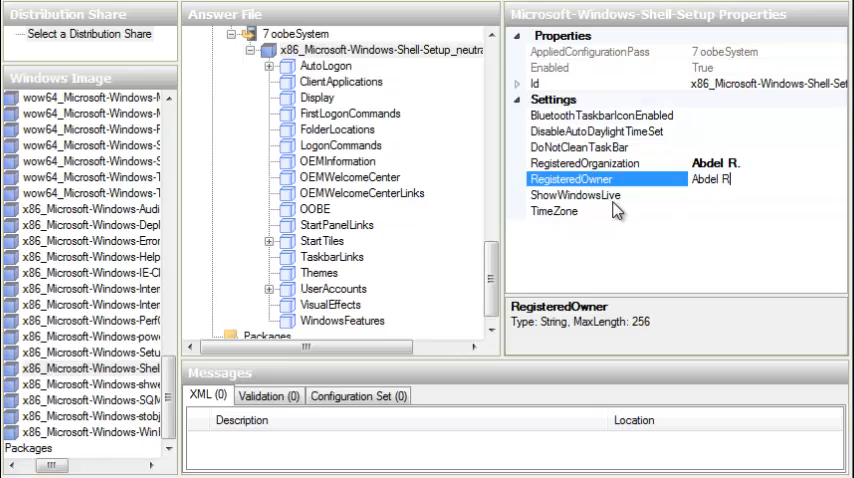 Distribution Share
Select a Distribution Share
Windows Image
wow64_Microsoft-Windows-M
wow64_Microsoft-Windows-M
wow64_Microsoft-Windows-F
wow64_Microsoft-Windows-S
wow64_Microsoft-Windows-S
wow64_Microsoft-Windows-T
wow64_Microsoft-Windows-T
x86_Microsoft-Windows-Audi
x86_Microsoft-Windows-Depl
x86_Microsoft-Windows-Error
x86_Microsoft-Windows-Help
x86_Microsoft-Windows-IE-Cl
x86_Microsoft-Windows-Inter
x86_Microsoft-Windows-Inter
x86_Microsoft-Windows-Perf
x86_Microsoft-Windows-powe
x86_Microsoft-Windows-Setu
x86_Microsoft-Windows-Shel
x86_Microsoft-Windows-shwe
x86_Microsoft-Windows-SQM
x86_Microsoft-Windows-stobj
x86_Microsoft-Windows-WinI
Packages
Answer File
7 oobeSystem
x86_Microsoft-Windows-Shell-Setup_neutra
AutoLogon
ClientApplications
Display
FirstLogonCommands
FolderLocations
LogonCommands
OEMInformation
OEMWelcomeCenter
OEMWelcomeCenterLinks
OOBE
StartPanelLinks
StartTiles
TaskbarLinks
Themes
UserAccounts
VisualEffects
WindowsFeatures
Packages
Microsoft-Windows-Shell-Setup Properties
Properties
AppliedConfigurationPass 7 oobeSystem
Enabled True
Id x86_Microsoft-Windows-Shell-Set
Settings
BluetoothTaskbarIconEnabled
DisableAutoDaylightTimeSet
DoNotCleanTaskBar
RegisteredOrganization Abdel R.
RegisteredOwner Abdel R
ShowWindowsLive
TimeZone
RegisteredOwner
Type: String, MaxLength: 256
Messages
XML (0) Validation (0) Configuration Set (0)
Description Location